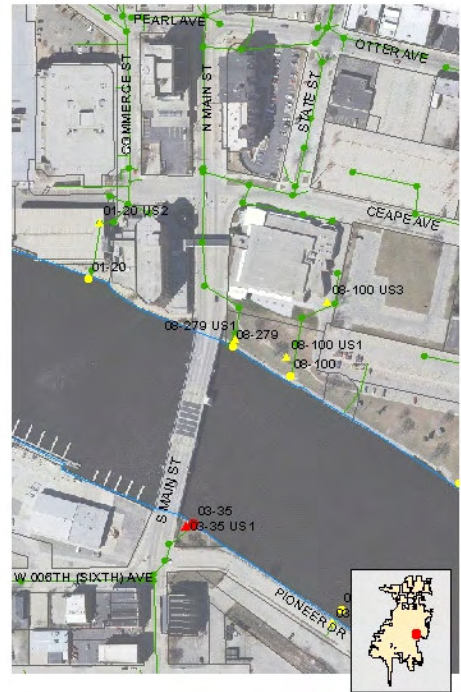 PEARL AVE
OTTER AVE
COMMERCE ST
N MAIN ST
STATE ST
CEAPE AVE
01-20 US2
01-20
08-100 US3
08-279 US1
08-279
08-100 US1
08-100
S MAIN ST
03-35
03-35 US1
W 006TH (SIXTH) AVE
PIONEER DR